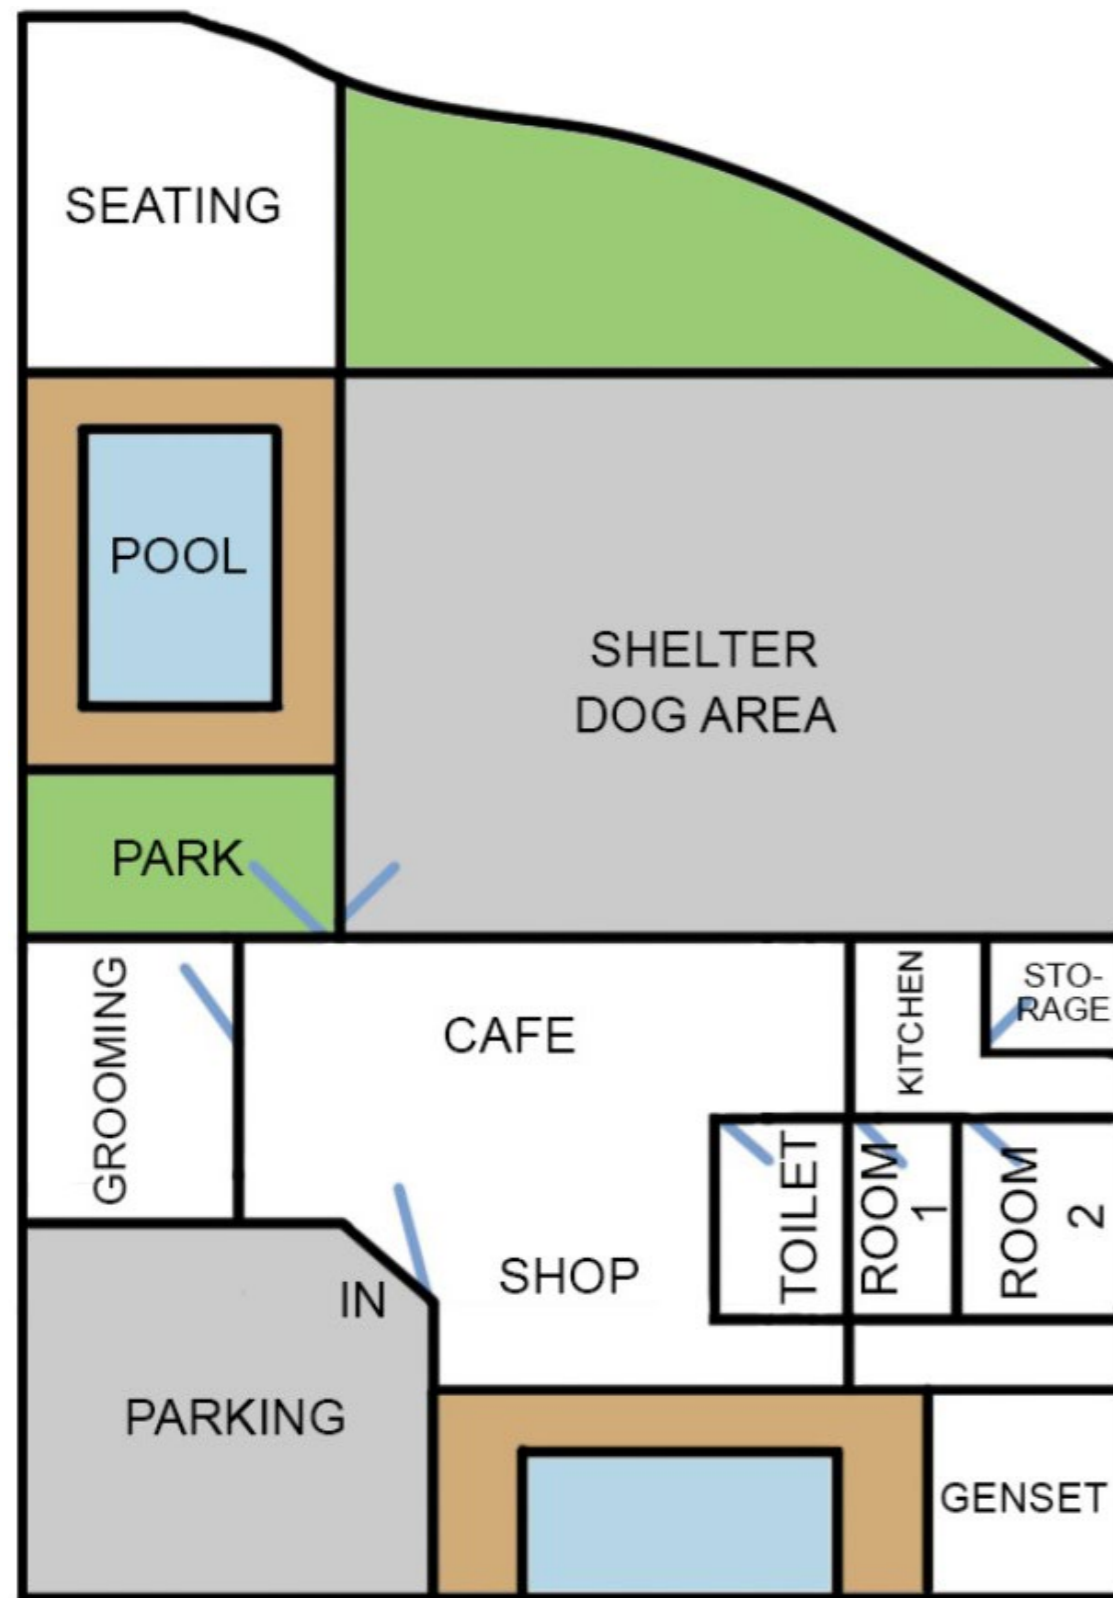 SEATING
POOL
SHELTER
DOG AREA
PARK
GROOMING
CAFE
KITCHEN
STO-
RAGE
TOILET
ROOM
1
ROOM
2
IN
SHOP
PARKING
GENSET